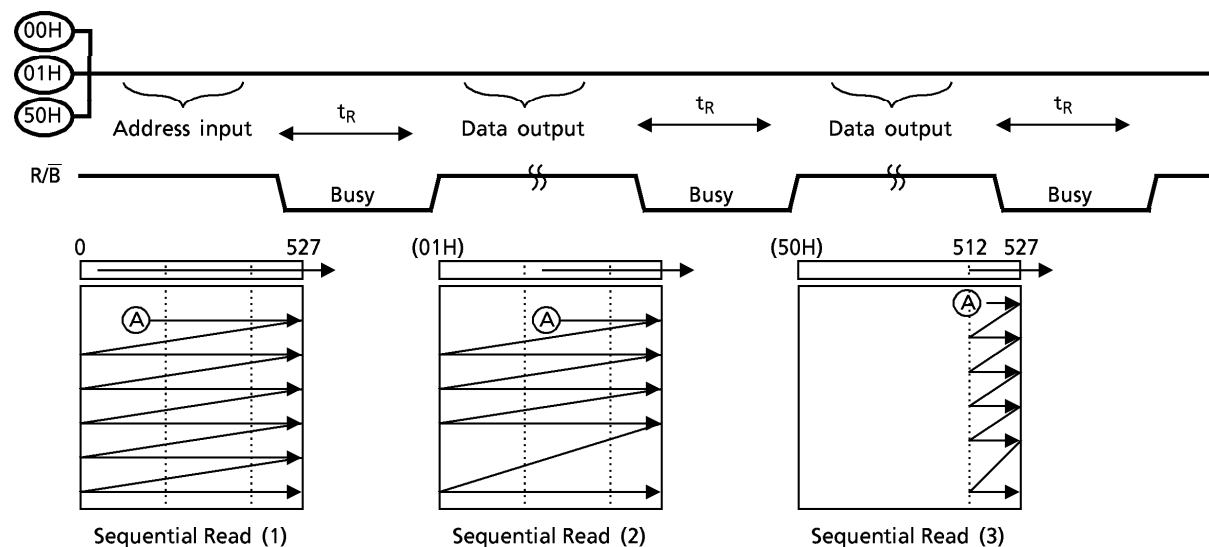 00H
01H
50H
Address input
tR
Data output
tR
Data output
tR
R/B̅
Busy
Busy
Busy
0 527
(01H)
(50H) 512 527
A
A
A
Sequential Read (1)
Sequential Read (2)
Sequential Read (3)